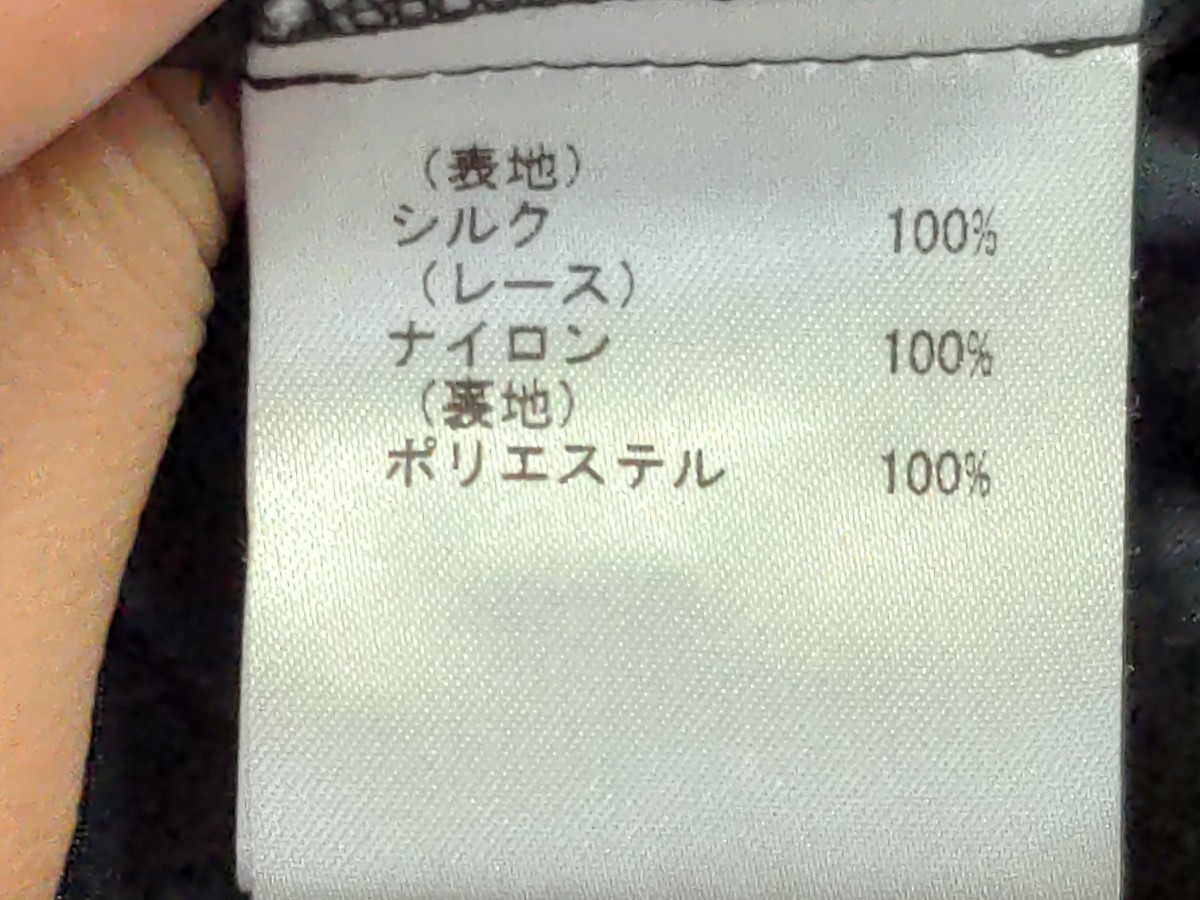 （表地）
シルク 100%
（レース）
ナイロン 100%
（裏地）
ポリエステル 100%